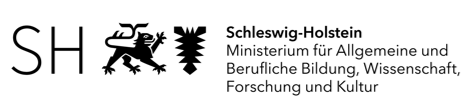 SH
Schleswig-Holstein
Ministerium für Allgemeine und
Berufliche Bildung, Wissenschaft,
Forschung und Kultur